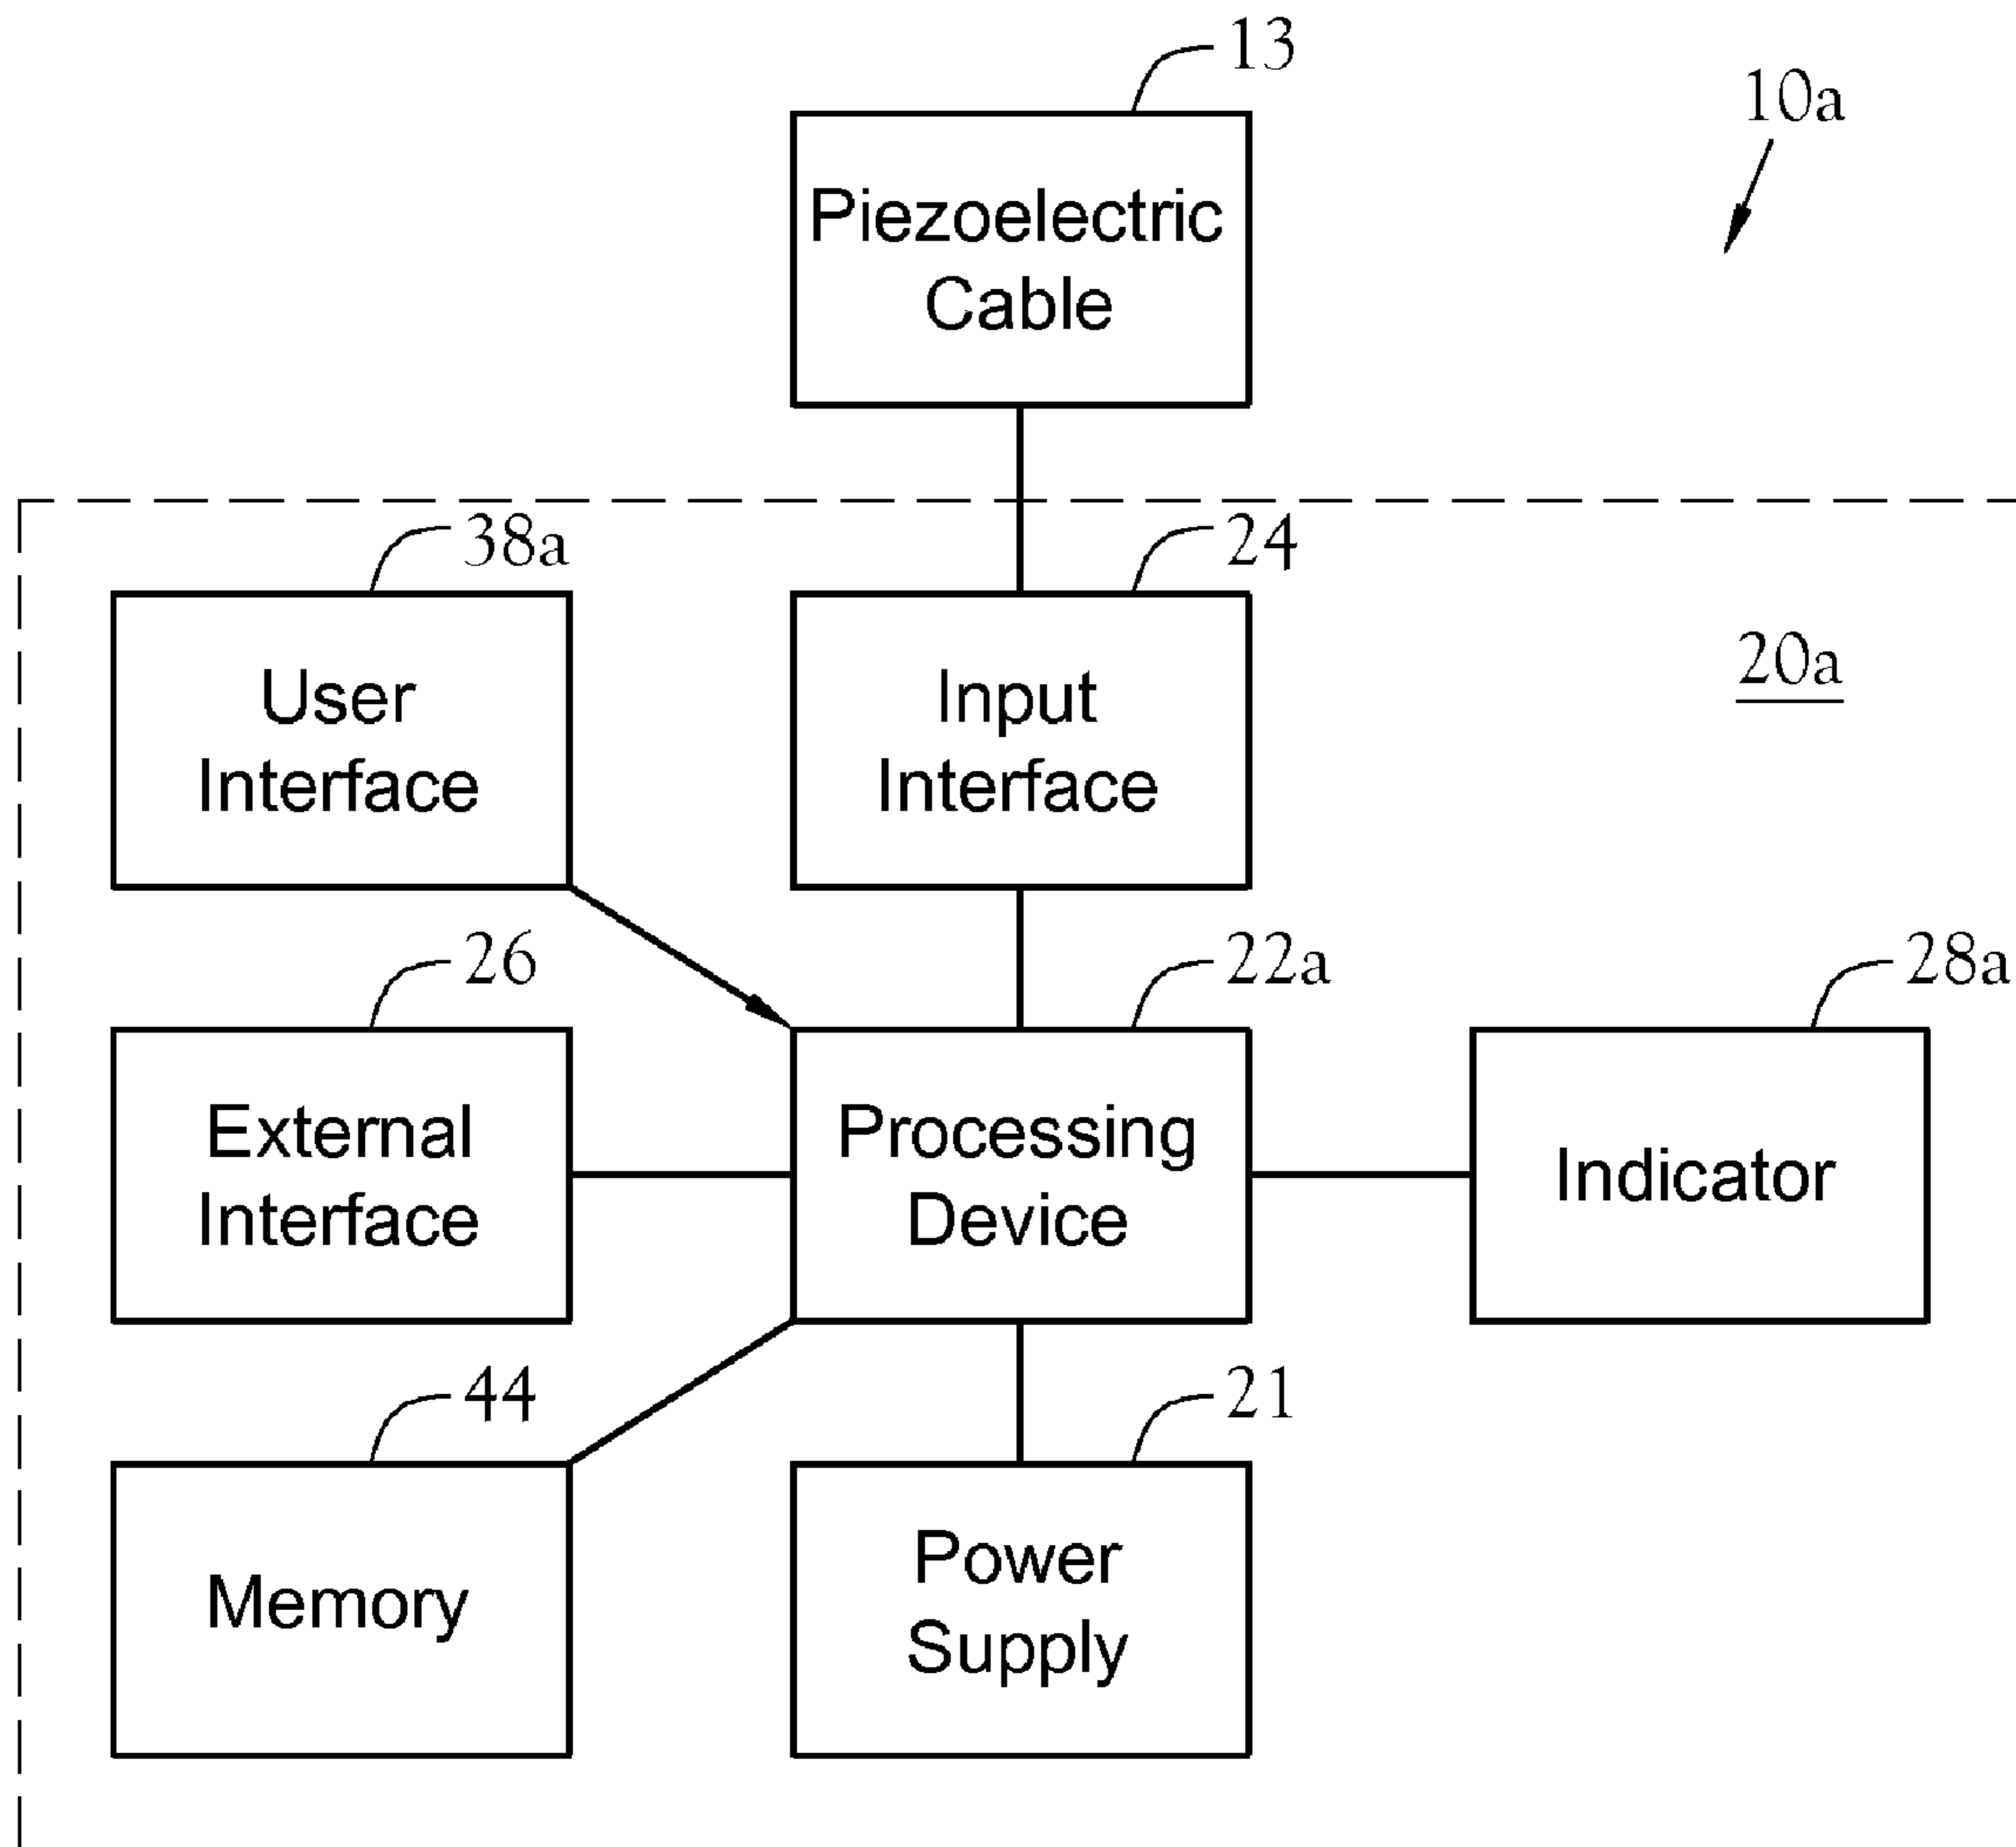 13
10a
Piezoelectric
Cable
38a
24
User
Interface
Input
Interface
20a
26
22a
28a
External
Interface
Processing
Device
Indicator
44
21
Memory
Power
Supply